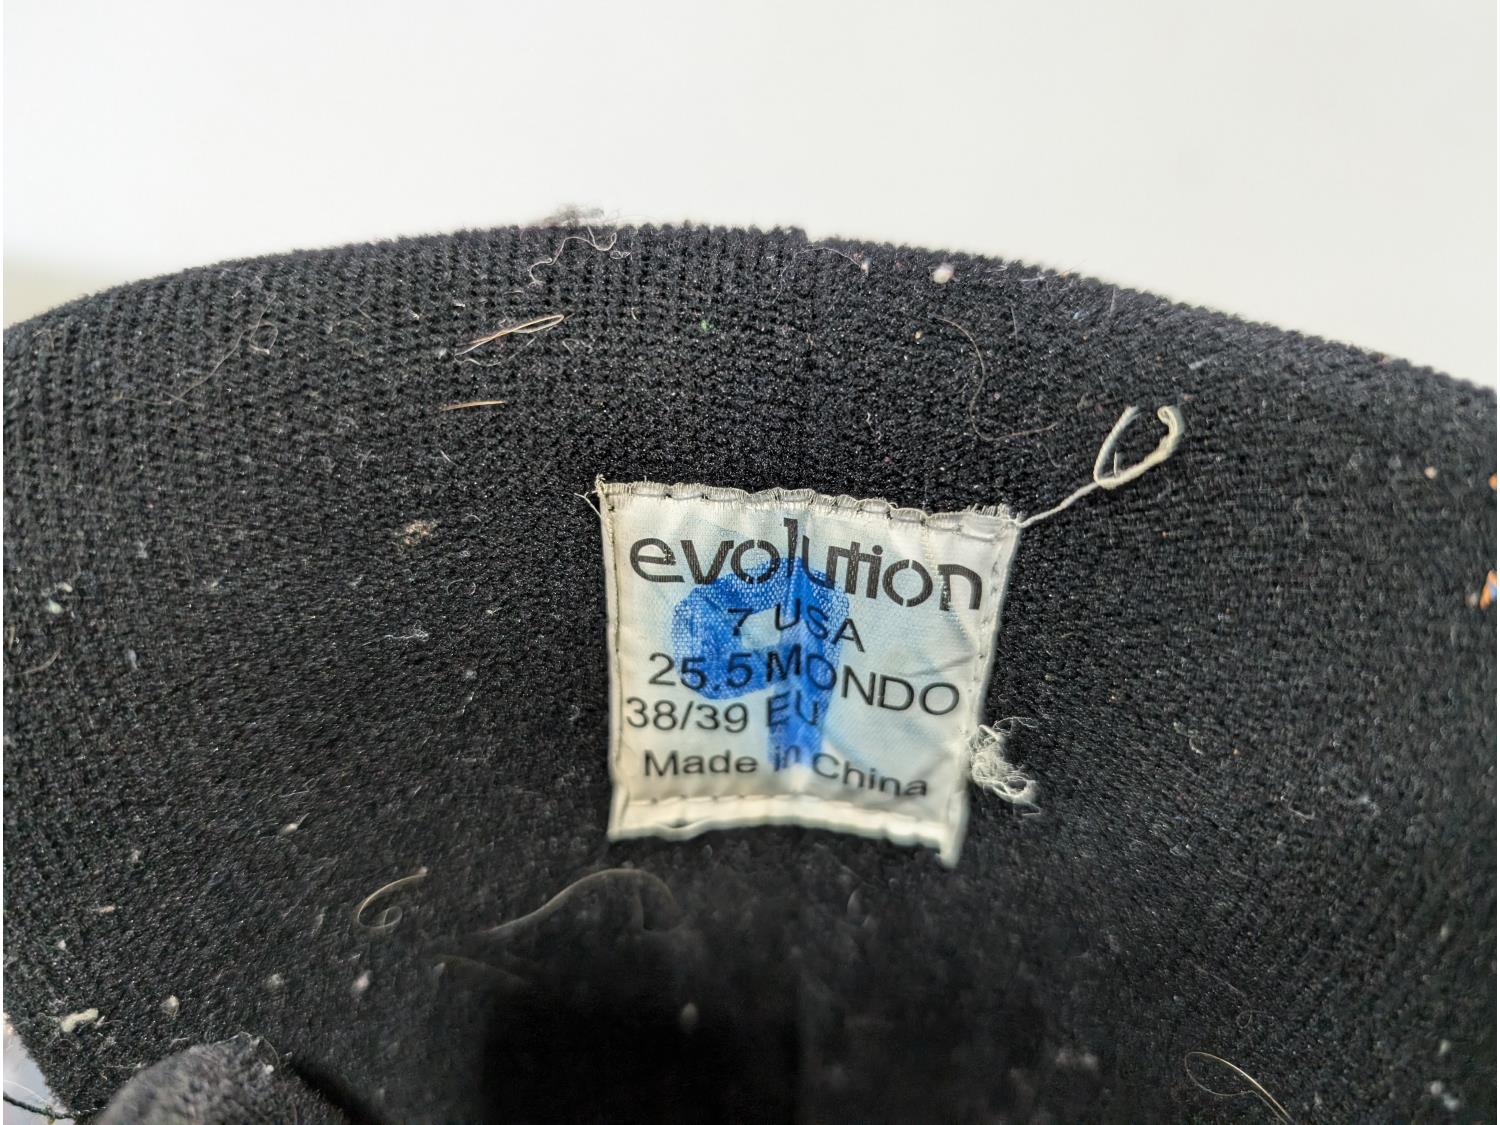 evolution
7 USA
25.5 MONDO
38/39 EU
Made in China